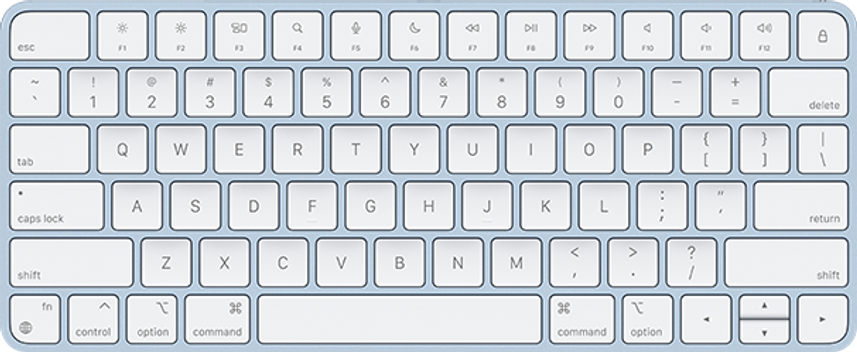 esc F1 F2 F3 F4 F5 F6 F7 F8 F9 F10 F11 F12
~ ! @ # $ % ^ & * ( ) — +
` 1 2 3 4 5 6 7 8 9 0 - = delete
tab Q W E R T Y U I O P { [ } ] | \
caps lock A S D F G H J K L : ; " ' return
shift Z X C V B N M < , > . ? / shift
fn control option command command option